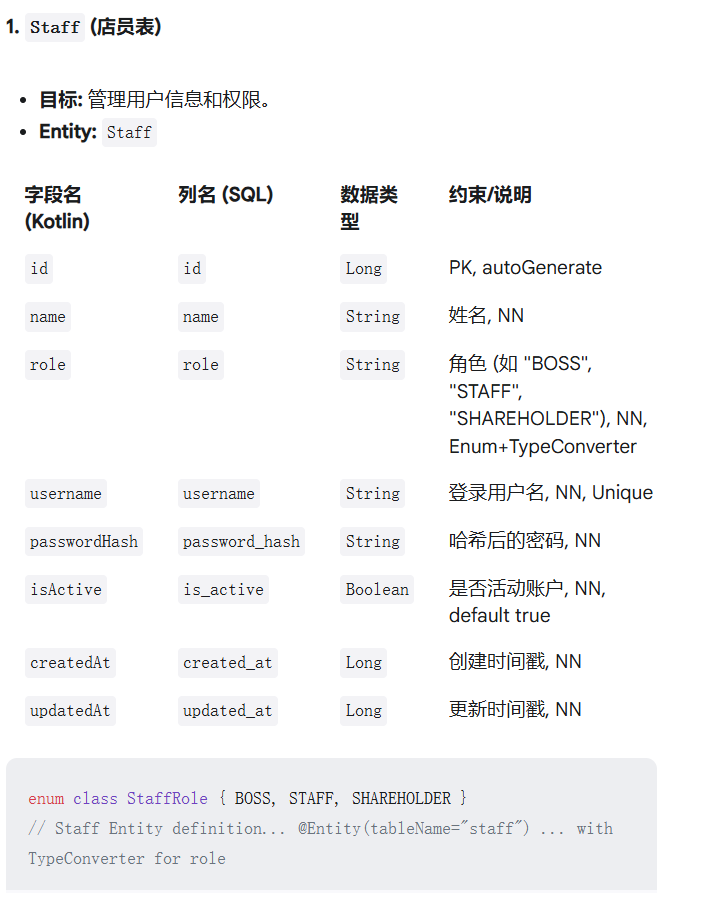 1. Staff (店员表)
• 目标: 管理用户信息和权限。
• Entity: Staff
字段名 (Kotlin) 列名 (SQL) 数据类型 约束/说明
id id Long PK, autoGenerate
name name String 姓名, NN
role role String 角色 (如 "BOSS",
"STAFF",
"SHAREHOLDER"), NN,
Enum+TypeConverter
username username String 登录用户名, NN, Unique
passwordHash password_hash String 哈希后的密码, NN
isActive is_active Boolean 是否活动账户, NN,
default true
createdAt created_at Long 创建时间戳, NN
updatedAt updated_at Long 更新时间戳, NN
enum class StaffRole { BOSS, STAFF, SHAREHOLDER }
// Staff Entity definition... @Entity(tableName="staff") ... with
TypeConverter for role